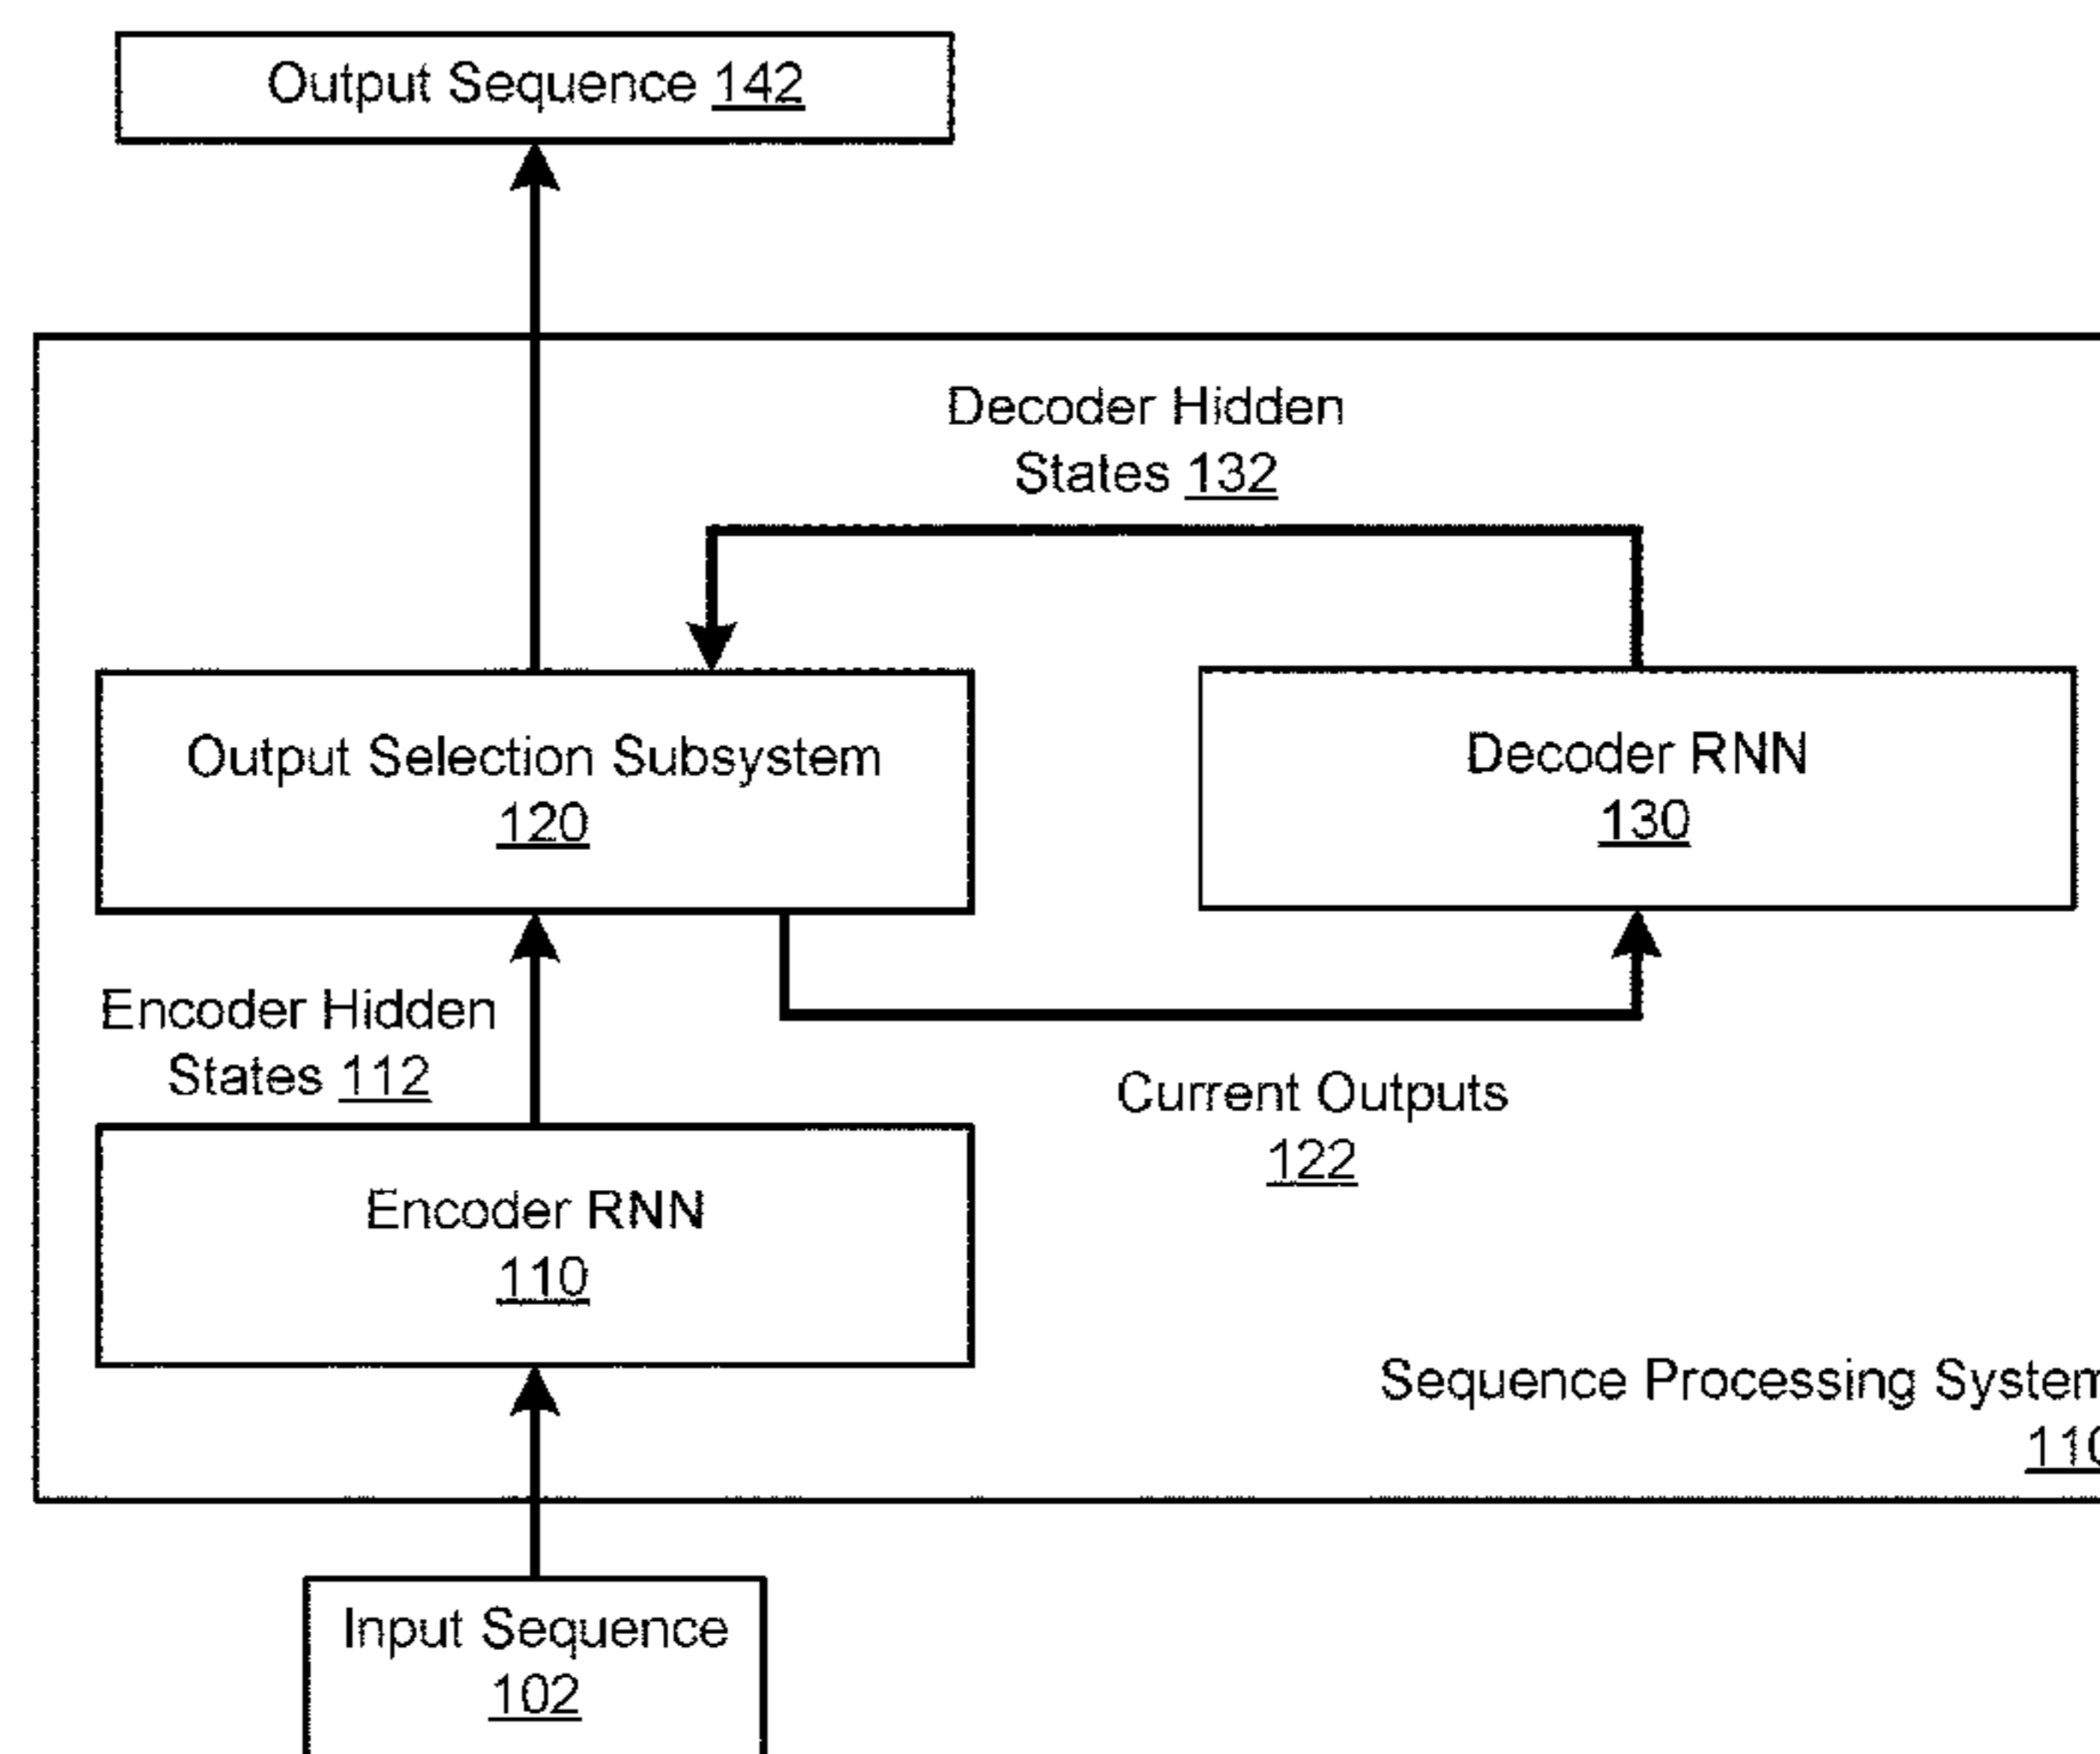 Output Sequence 142
Decoder Hidden
States 132
Output Selection Subsystem
120
Decoder RNN
130
Encoder Hidden
States 112
Current Outputs
122
Encoder RNN
110
Sequence Processing System
110
Input Sequence
102